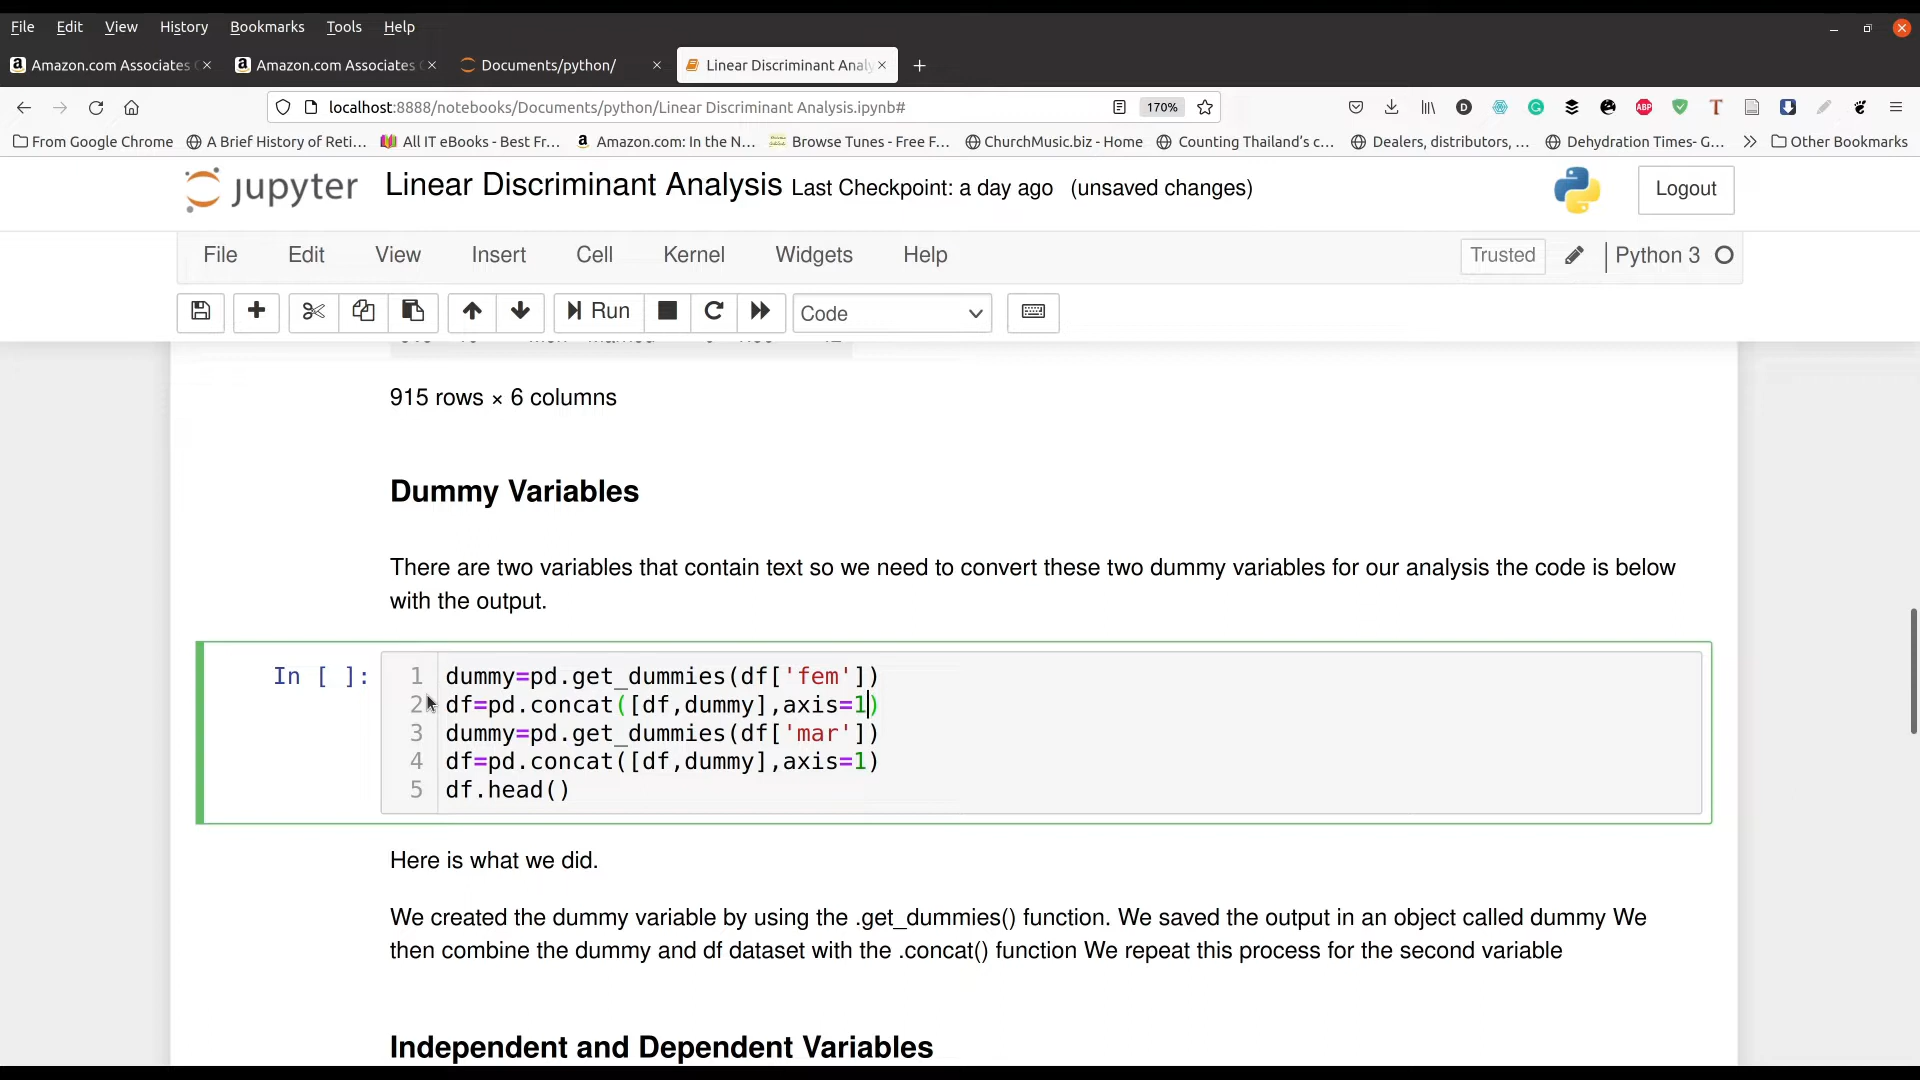 File Edit View History Bookmarks Tools Help
Amazon.com Associates Amazon.com Associates Documents/python/ Linear Discriminant Analy
localhost:8888/notebooks/Documents/python/Linear Discriminant Analysis.ipynb# 170%
From Google Chrome A Brief History of Reti... All IT eBooks - Best Fr... Amazon.com: In the N... Browse Tunes - Free F... ChurchMusic.biz - Home Counting Thailand's c... Dealers, distributors, ... Dehydration Times- G... Other Bookmarks
jupyter Linear Discriminant Analysis Last Checkpoint: a day ago (unsaved changes) Logout
File Edit View Insert Cell Kernel Widgets Help Trusted Python 3
Run Code
915 rows × 6 columns
Dummy Variables
There are two variables that contain text so we need to convert these two dummy variables for our analysis the code is below
with the output.
In [ ]: 1 dummy=pd.get_dummies(df['fem'])
2 df=pd.concat([df,dummy],axis=1)
3 dummy=pd.get_dummies(df['mar'])
4 df=pd.concat([df,dummy],axis=1)
5 df.head()
Here is what we did.
We created the dummy variable by using the .get_dummies() function. We saved the output in an object called dummy We
then combine the dummy and df dataset with the .concat() function We repeat this process for the second variable
Independent and Dependent Variables